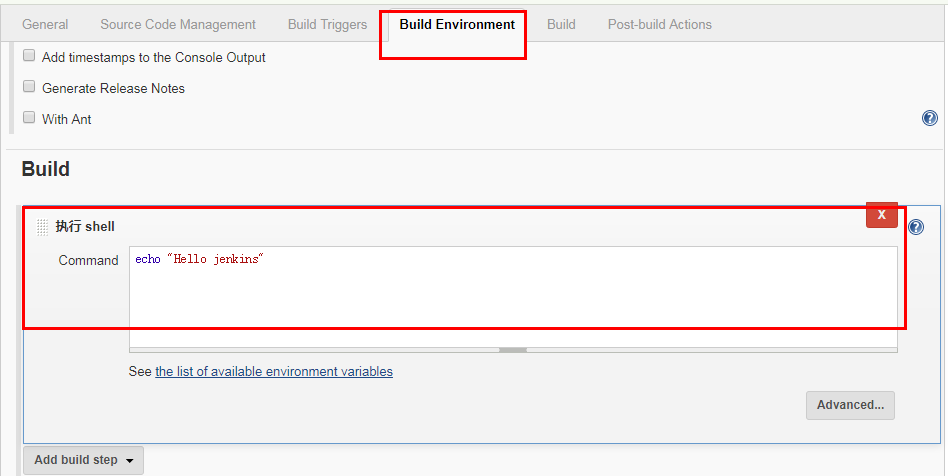 General Source Code Management Build Triggers Build Environment Build Post-build Actions
Add timestamps to the Console Output
Generate Release Notes
With Ant
?
Build
X
执行 shell
?
Command
echo "Hello jenkins"
See the list of available environment variables
Advanced...
Add build step